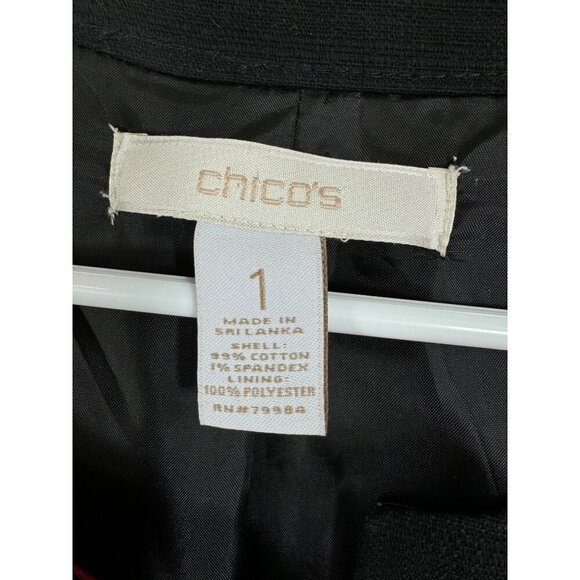 chico's
1
MADE IN
SRI LANKA
SHELL:
99% COTTON
1% SPANDEX
LINING:
100% POLYESTER
RN#79984